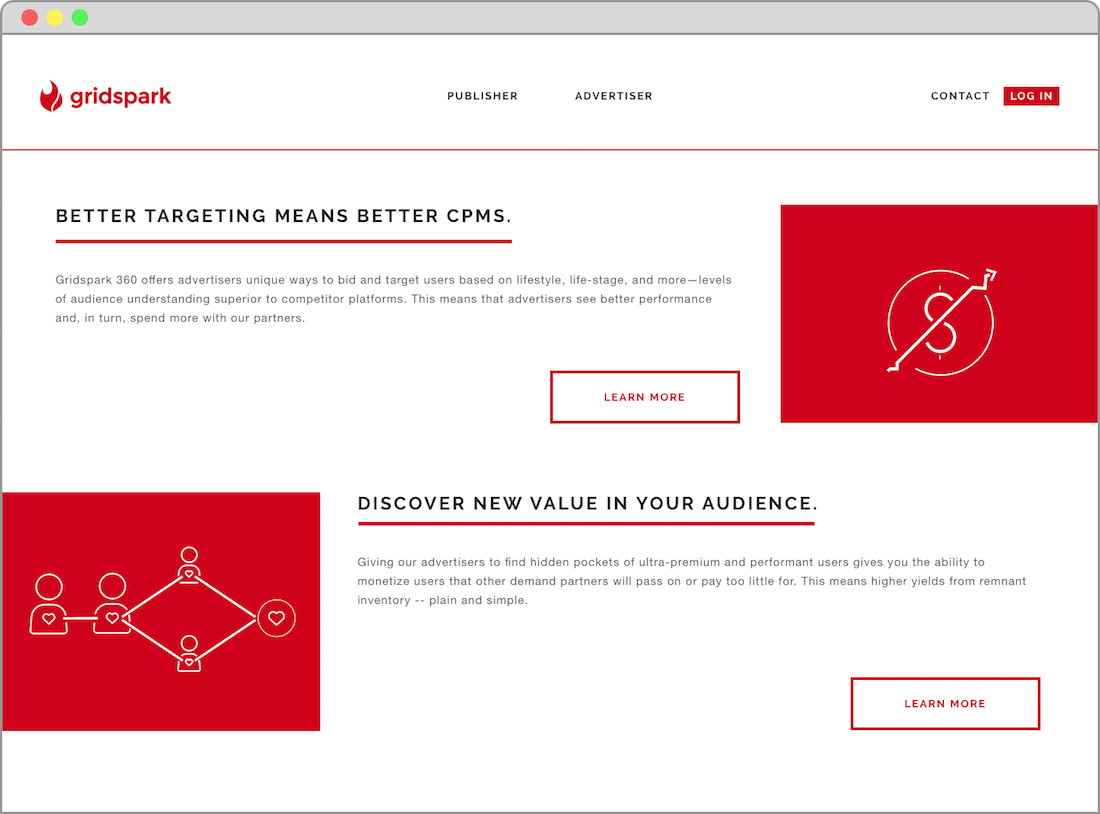 gridspark
PUBLISHER
ADVERTISER
CONTACT
LOG IN
BETTER TARGETING MEANS BETTER CPMS.
Gridspark 360 offers advertisers unique ways to bid and target users based on lifestyle, life-stage, and more—levels
of audience understanding superior to competitor platforms. This means that advertisers see better performance
and, in turn, spend more with our partners.
LEARN MORE
DISCOVER NEW VALUE IN YOUR AUDIENCE.
Giving our advertisers to find hidden pockets of ultra-premium and performant users gives you the ability to
monetize users that other demand partners will pass on or pay too little for. This means higher yields from remnant
inventory -- plain and simple.
LEARN MORE